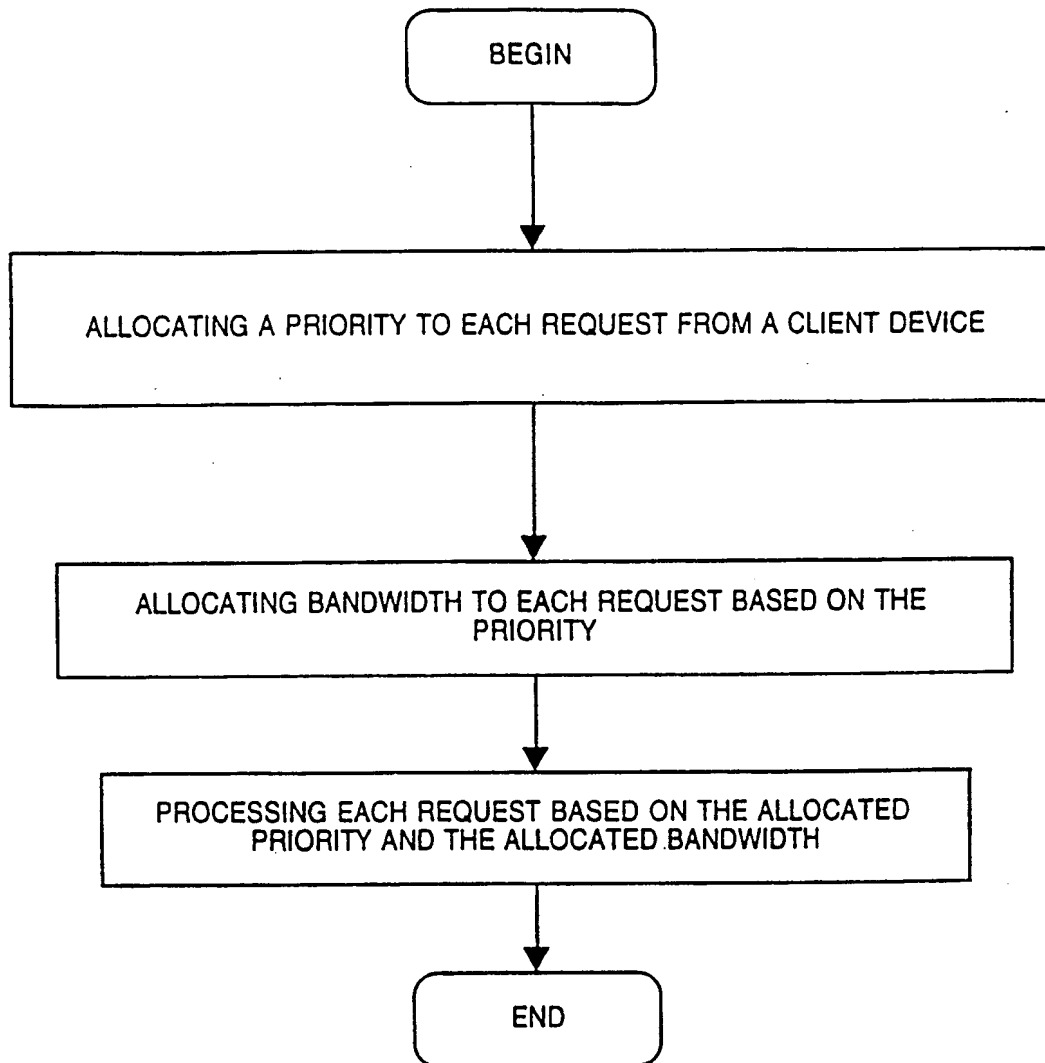 BEGIN
ALLOCATING A PRIORITY TO EACH REQUEST FROM A CLIENT DEVICE
ALLOCATING BANDWIDTH TO EACH REQUEST BASED ON THE
PRIORITY
PROCESSING EACH REQUEST BASED ON THE ALLOCATED
PRIORITY AND THE ALLOCATED BANDWIDTH
END